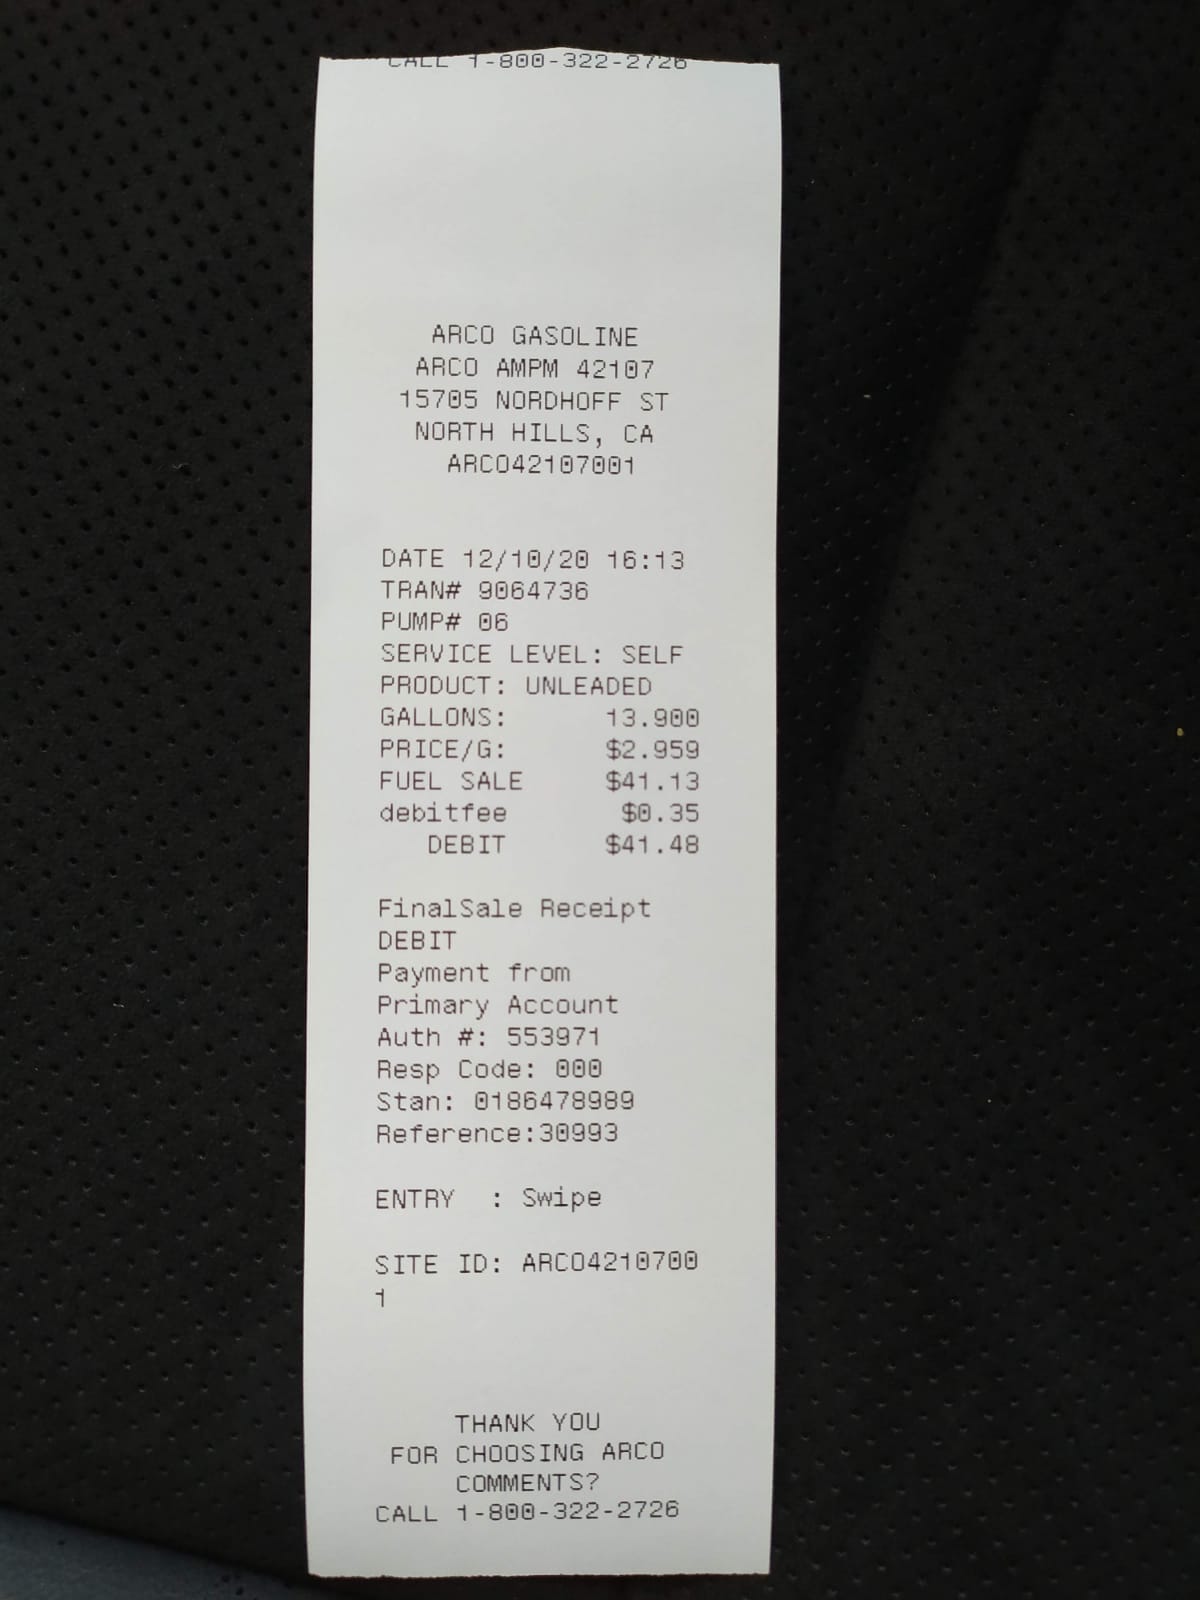 CALL 1-800-322-2726
ARCO GASOLINE
ARCO AMPM 42107
15705 NORDHOFF ST
NORTH HILLS, CA
ARCO42107001
DATE 12/10/20 16:13
TRAN# 9064736
PUMP# 06
SERVICE LEVEL: SELF
PRODUCT: UNLEADED
GALLONS: 13.900
PRICE/G: $2.959
FUEL SALE $41.13
debitfee $0.35
DEBIT $41.48
FinalSale Receipt
DEBIT
Payment from
Primary Account
Auth #: 553971
Resp Code: 000
Stan: 0186478989
Reference:30993
ENTRY : Swipe
SITE ID: ARCO4210700
1
THANK YOU
FOR CHOOSING ARCO
COMMENTS?
CALL 1-800-322-2726